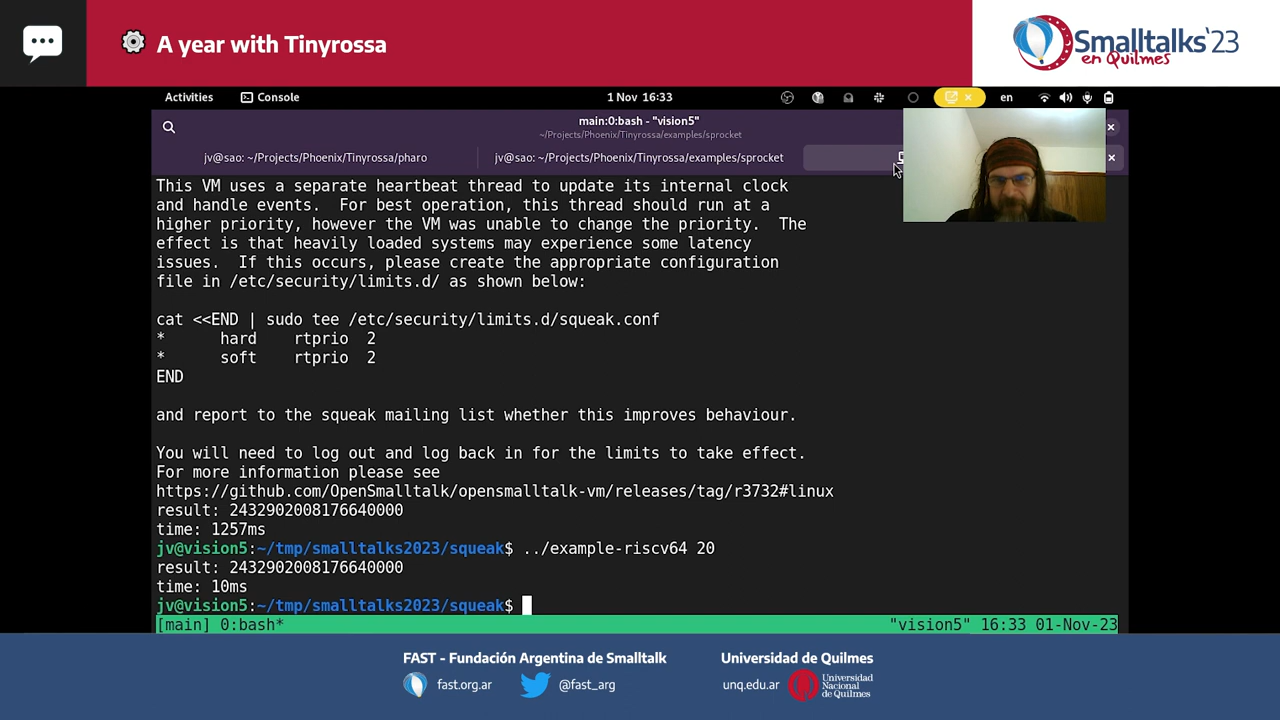 A year with Tinyrossa
Smalltalks'23
en Quilmes
Activities
Console
1 Nov 16:33
en
main:0:bash - "vision5"
~/Projects/Phoenix/Tinyrossa/examples/sprocket
jv@sao: ~/Projects/Phoenix/Tinyrossa/pharo
jv@sao: ~/Projects/Phoenix/Tinyrossa/examples/sprocket
This VM uses a separate heartbeat thread to update its internal clock
and handle events.  For best operation, this thread should run at a
higher priority, however the VM was unable to change the priority.  The
effect is that heavily loaded systems may experience some latency
issues.  If this occurs, please create the appropriate configuration
file in /etc/security/limits.d/ as shown below:
cat <<END | sudo tee /etc/security/limits.d/squeak.conf
*      hard    rtprio  2
*      soft    rtprio  2
END
and report to the squeak mailing list whether this improves behaviour.
You will need to log out and log back in for the limits to take effect.
For more information please see
https://github.com/OpenSmalltalk/opensmalltalk-vm/releases/tag/r3732#linux
result: 2432902008176640000
time: 1257ms
jv@vision5:~/tmp/smalltalks2023/squeak$ ../example-riscv64 20
result: 2432902008176640000
time: 10ms
jv@vision5:~/tmp/smalltalks2023/squeak$
[main] 0:bash*
"vision5" 16:33 01-Nov-23
FAST - Fundación Argentina de Smalltalk
fast.org.ar
@fast_arg
Universidad de Quilmes
unq.edu.ar
Universidad
Nacional
de Quilmes